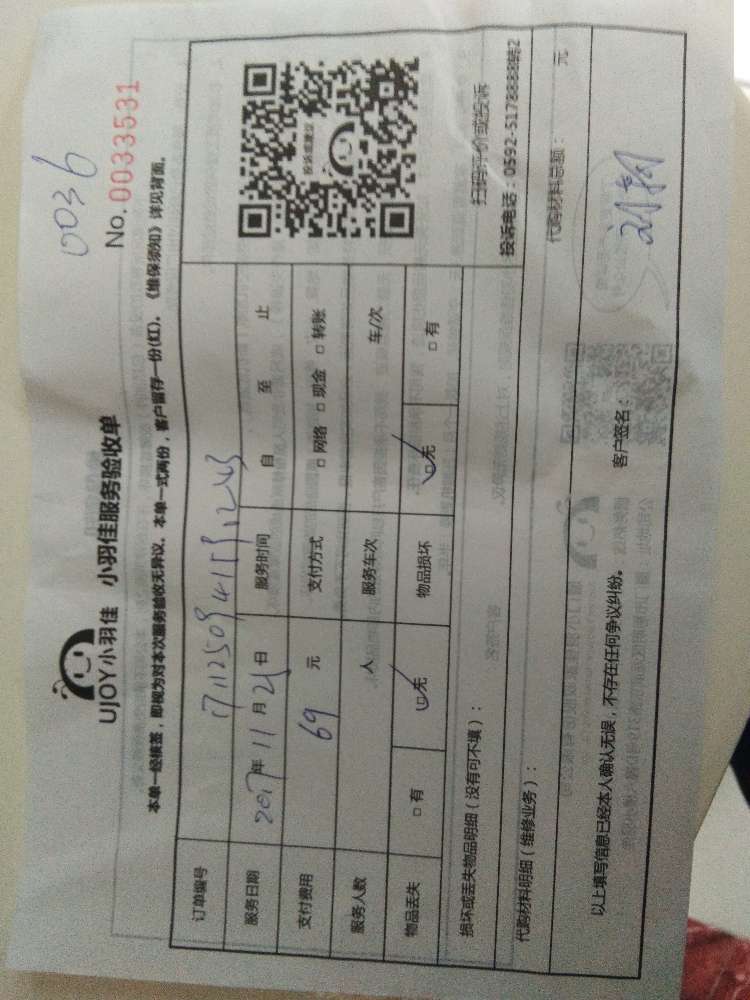 0036
No. 0033531
UJOY小羽佳 小羽佳服务验收单
本单一经核签，即视为对本次服务验收无异议。本单一式两份，客户留存一份(红)。《维保须知》详见背面。
订单编号
服务日期 2017年 11月 25日 服务时间 自 至 止
支付费用 69 元 支付方式 □ 网络 □ 现金 □ 转账
服务人数 人 服务车次 车/次
物品丢失 □ 有 □ 无 物品损坏 □ 无 □ 有
投诉或建议
扫码评价或投诉
投诉电话：0592-5178888转2
损坏或丢失物品明细（没有可不填）：
代购材料明细（维修业务）： 代购材料总额： 元
以上填写信息已经本人确认无误，不存在任何争议纠纷。 客户签名：